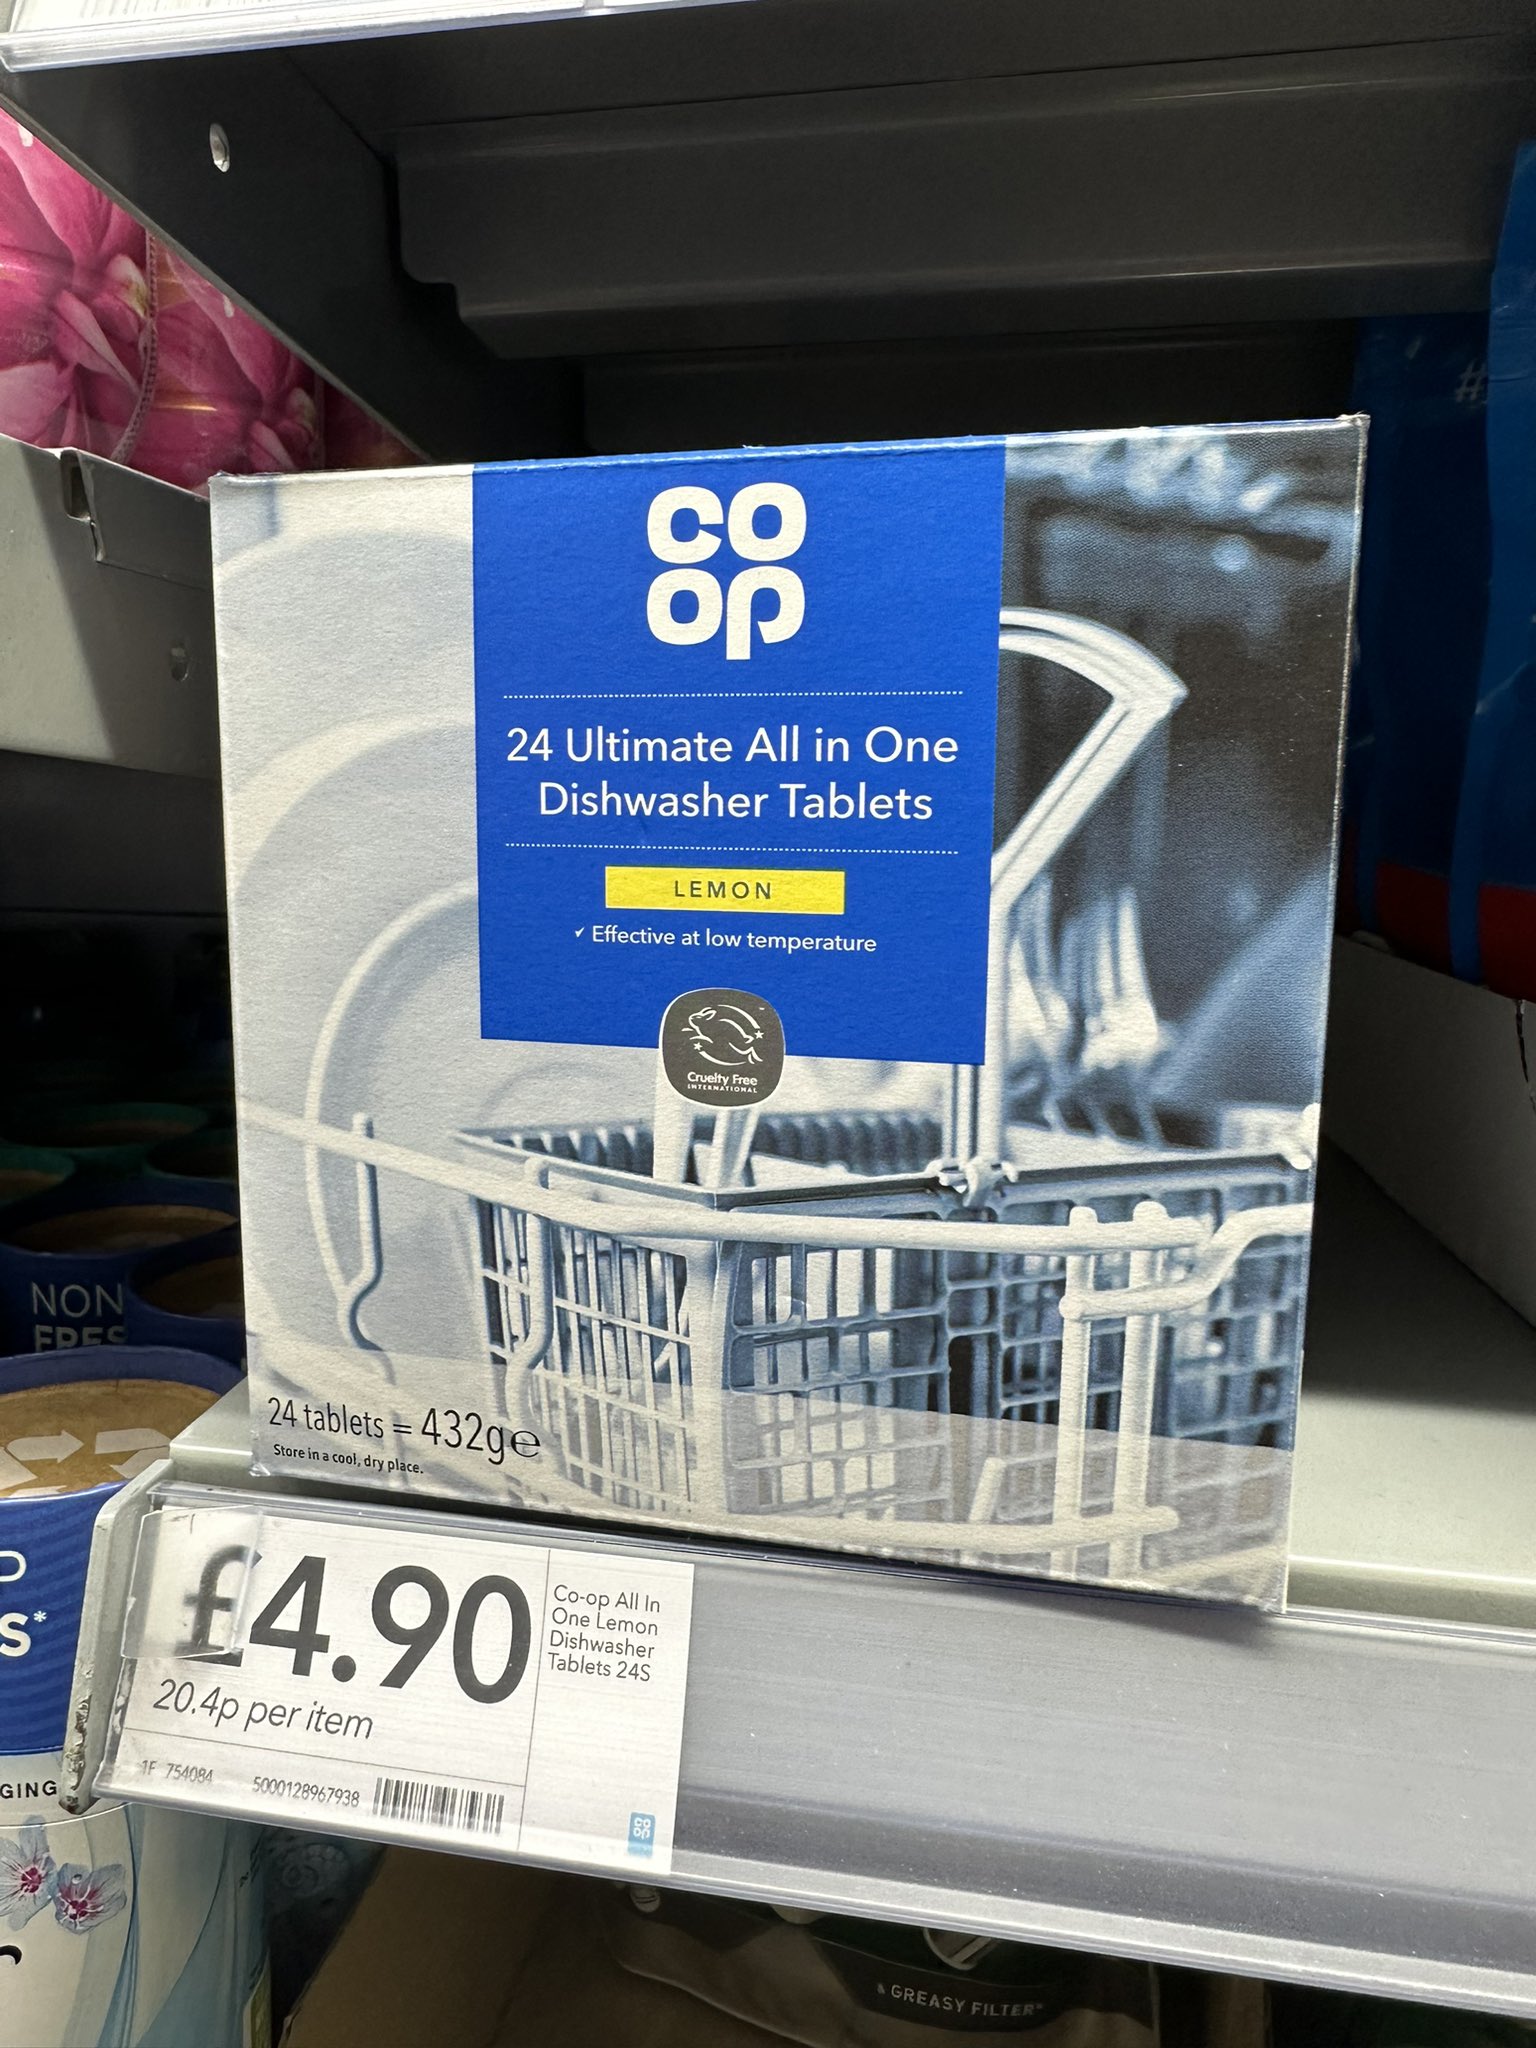 co
op
24 Ultimate All in One
Dishwasher Tablets
LEMON
✓ Effective at low temperature
Cruelty Free
INTERNATIONAL
24 tablets = 432g℮
Store in a cool, dry place.
£4.90
20.4p per item
1F 754084 5000128967938
Co-op All In
One Lemon
Dishwasher
Tablets 24S
co
op
NON
FRES
D
S*
GING
& GREASY FILTER*
#